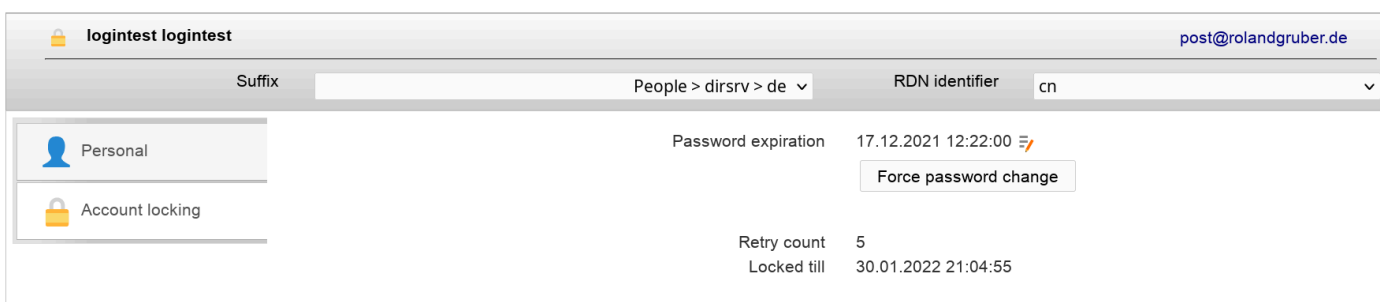 logintest logintest
post@rolandgruber.de
Suffix
People > dirsrv > de
RDN identifier
cn
Personal
Account locking
Password expiration
17.12.2021 12:22:00
Force password change
Retry count
5
Locked till
30.01.2022 21:04:55